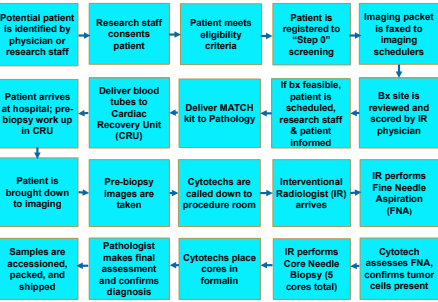 Potential patient
is identified by
physician or
research staff
Research staff
consents
patient
Patient meets
eligibility
criteria
Patient is
registered to
“Step 0”
screening
Imaging packet
is faxed to
imaging
schedulers
Bx site is
reviewed and
scored by IR
physician
If bx feasible,
patient is
scheduled,
research staff
& patient
informed
Deliver MATCH
kit to Pathology
Deliver blood
tubes to
Cardiac
Recovery Unit
(CRU)
Patient arrives
at hospital; pre-
biopsy work up
in CRU
Patient is
brought down
to imaging
Pre-biopsy
images are
taken
Cytotechs are
called down to
procedure room
Interventional
Radiologist (IR)
arrives
IR performs
Fine Needle
Aspiration
(FNA)
Cytotech
assesses FNA,
confirms tumor
cells present
IR performs
Core Needle
Biopsy (5
cores total)
Cytotechs place
cores in
formalin
Pathologist
makes final
assessment
and confirms
diagnosis
Samples are
accessioned,
packed, and
shipped